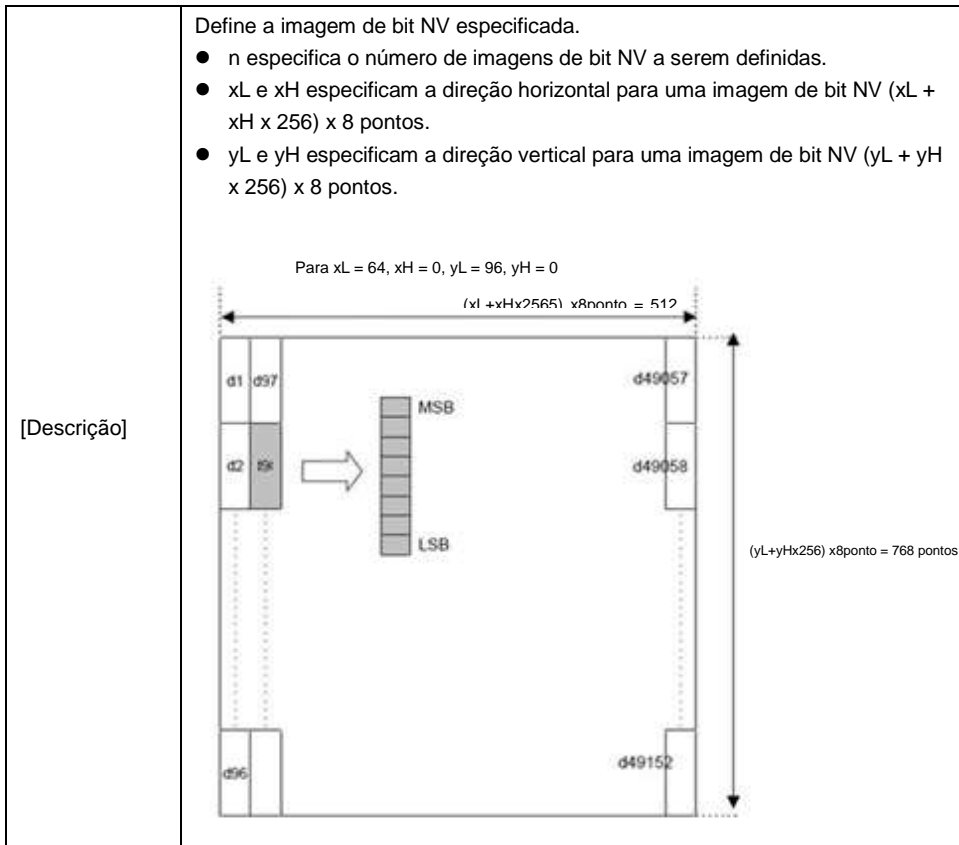 Define a imagem de bit NV especificada.
● n especifica o número de imagens de bit NV a serem definidas.
● xL e xH especificam a direção horizontal para uma imagem de bit NV (xL +
xH x 256) x 8 pontos.
● yL e yH especificam a direção vertical para uma imagem de bit NV (yL + yH
x 256) x 8 pontos.
Para xL = 64, xH = 0, yL = 96, yH = 0
(xL+xHx2565) x8ponto = 512
d1 d97 d49057
MSB
[Descrição]
d2 d49058
LSB
(yL+yHx256) x8ponto = 768 pontos
d96 d49152